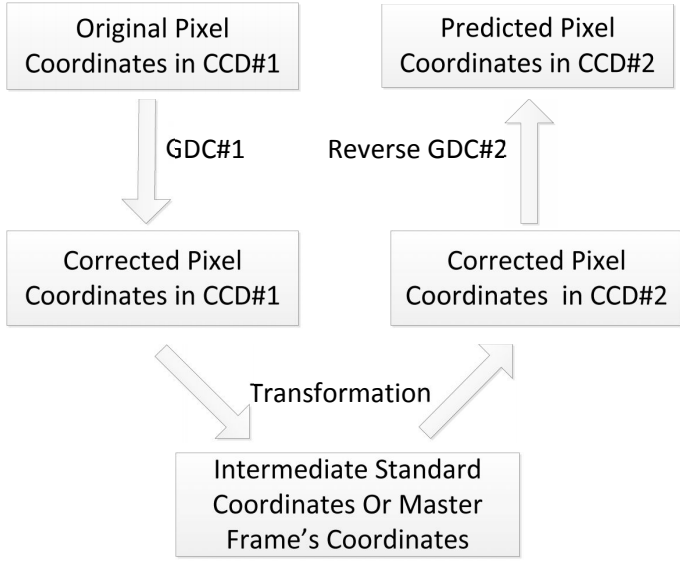 Original Pixel
Coordinates in CCD#1
Predicted Pixel
Coordinates in CCD#2
GDC#1
Reverse GDC#2
Corrected Pixel
Coordinates in CCD#1
Corrected Pixel
Coordinates in CCD#2
Transformation
Intermediate Standard
Coordinates Or Master
Frame's Coordinates